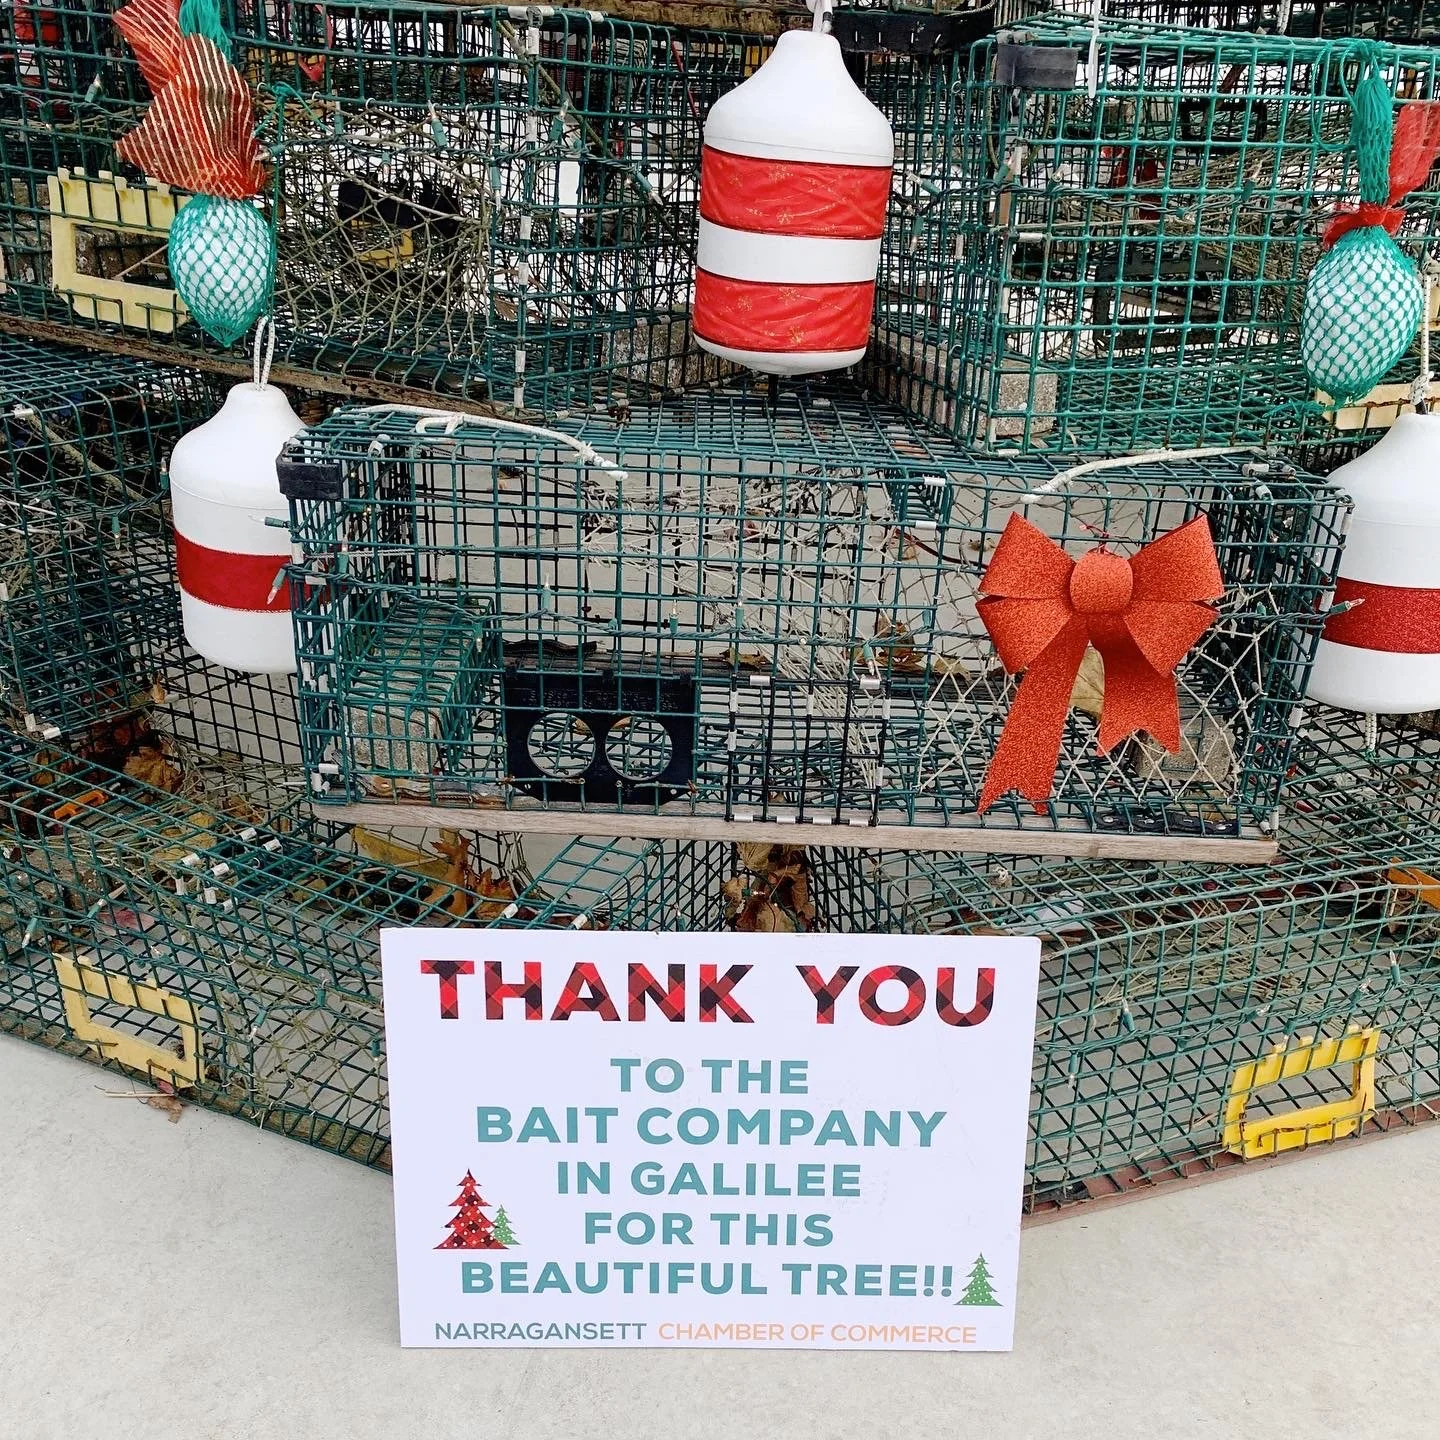 THANK YOU
TO THE
BAIT COMPANY
IN GALILEE
FOR THIS
BEAUTIFUL TREE!!
NARRAGANSETT CHAMBER OF COMMERCE